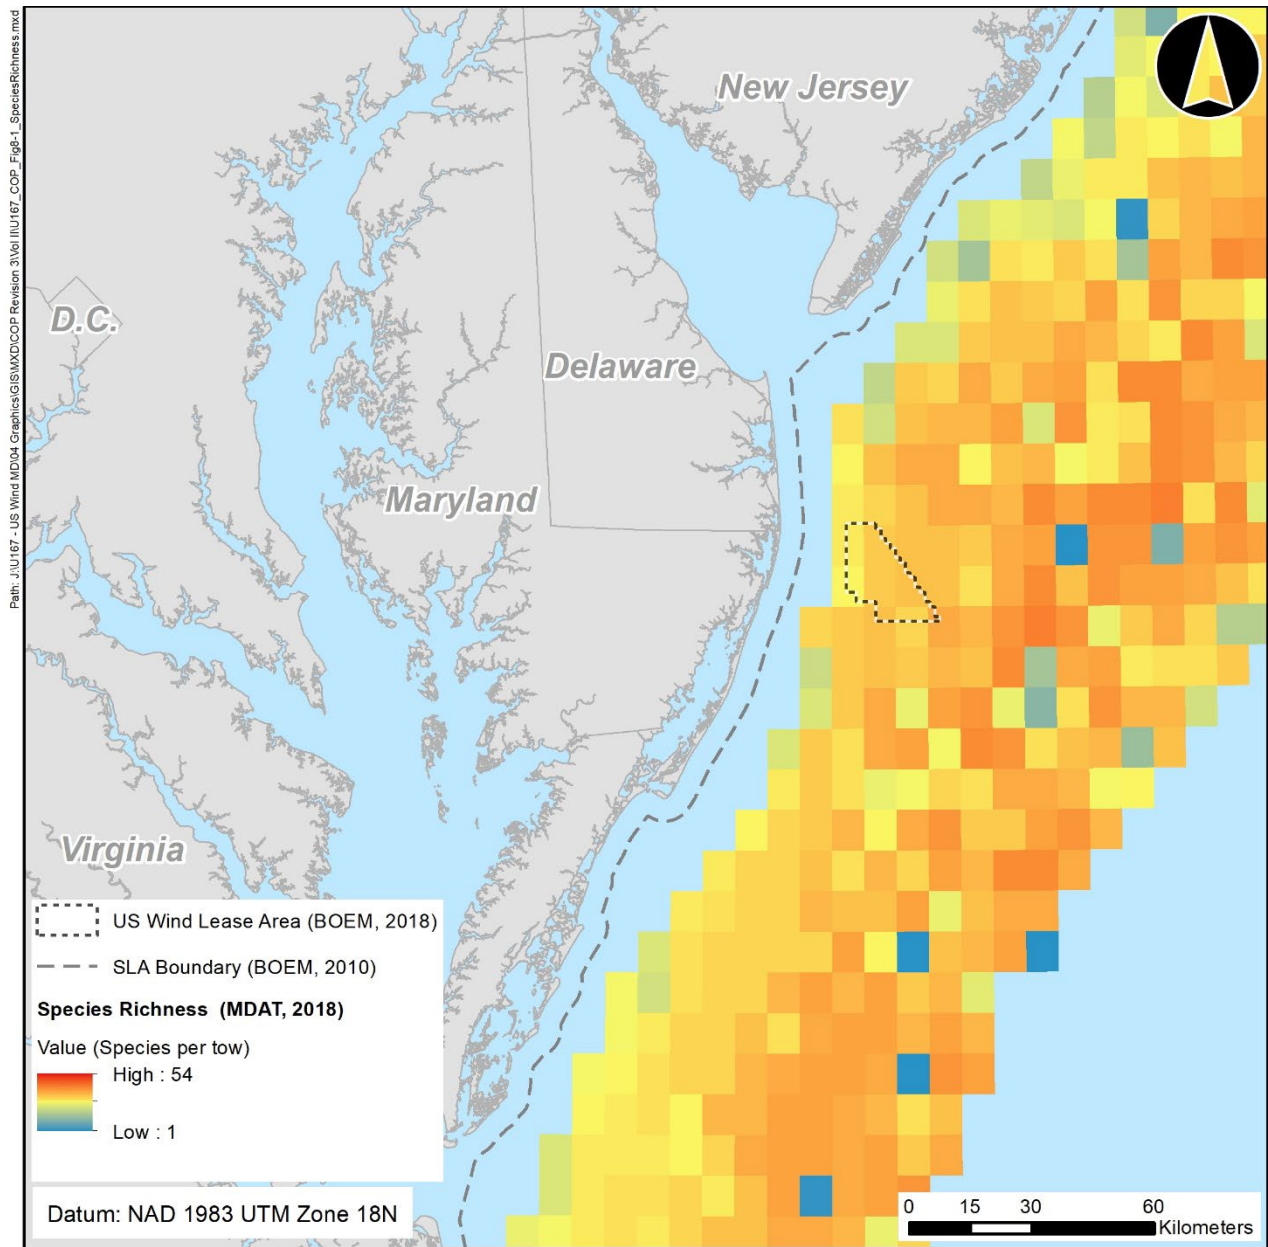 Path: J:\U167 - US Wind MD\04 Graphics\GIS\MXD\COP Revision 3\Vol II\U167_COP_Fig8-1_SpeciesRichness.mxd
New Jersey
D.C.
Delaware
Maryland
Virginia
US Wind Lease Area (BOEM, 2018)
SLA Boundary (BOEM, 2010)
Species Richness (MDAT, 2018)
Value (Species per tow)
High : 54
Low : 1
Datum: NAD 1983 UTM Zone 18N
0 15 30 60
Kilometers